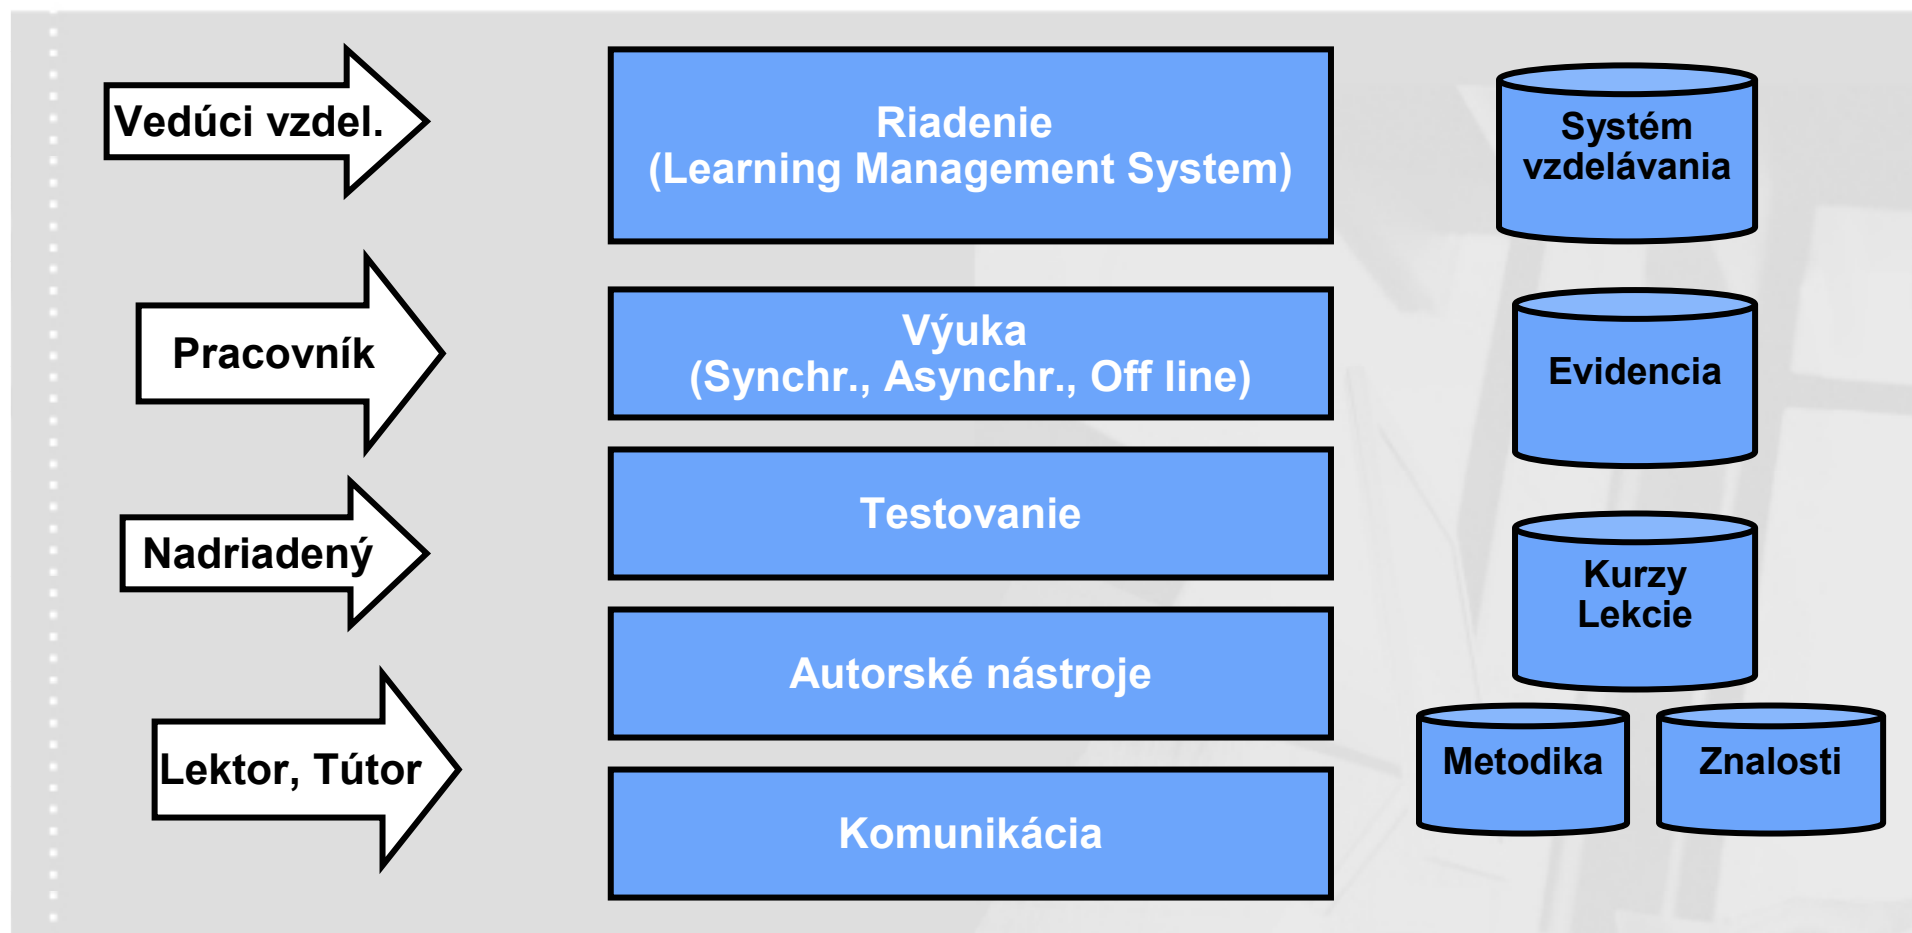 Vedúci vzdel.
Pracovník
Nadriadený
Lektor, Tútor
Riadenie
(Learning Management System)
Výuka
(Synchr., Asynchr., Off line)
Testovanie
Autorské nástroje
Komunikácia
Systém
vzdelávania
Evidencia
Kurzy
Lekcie
Metodika
Znalosti